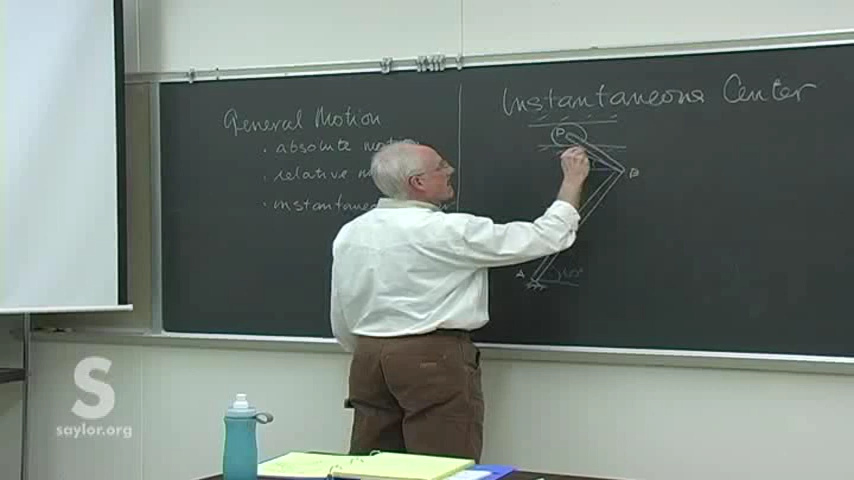 General Motion
· absolute
· relative
· instantaneous
Instantaneous Center
D
B
A
S
saylor.org